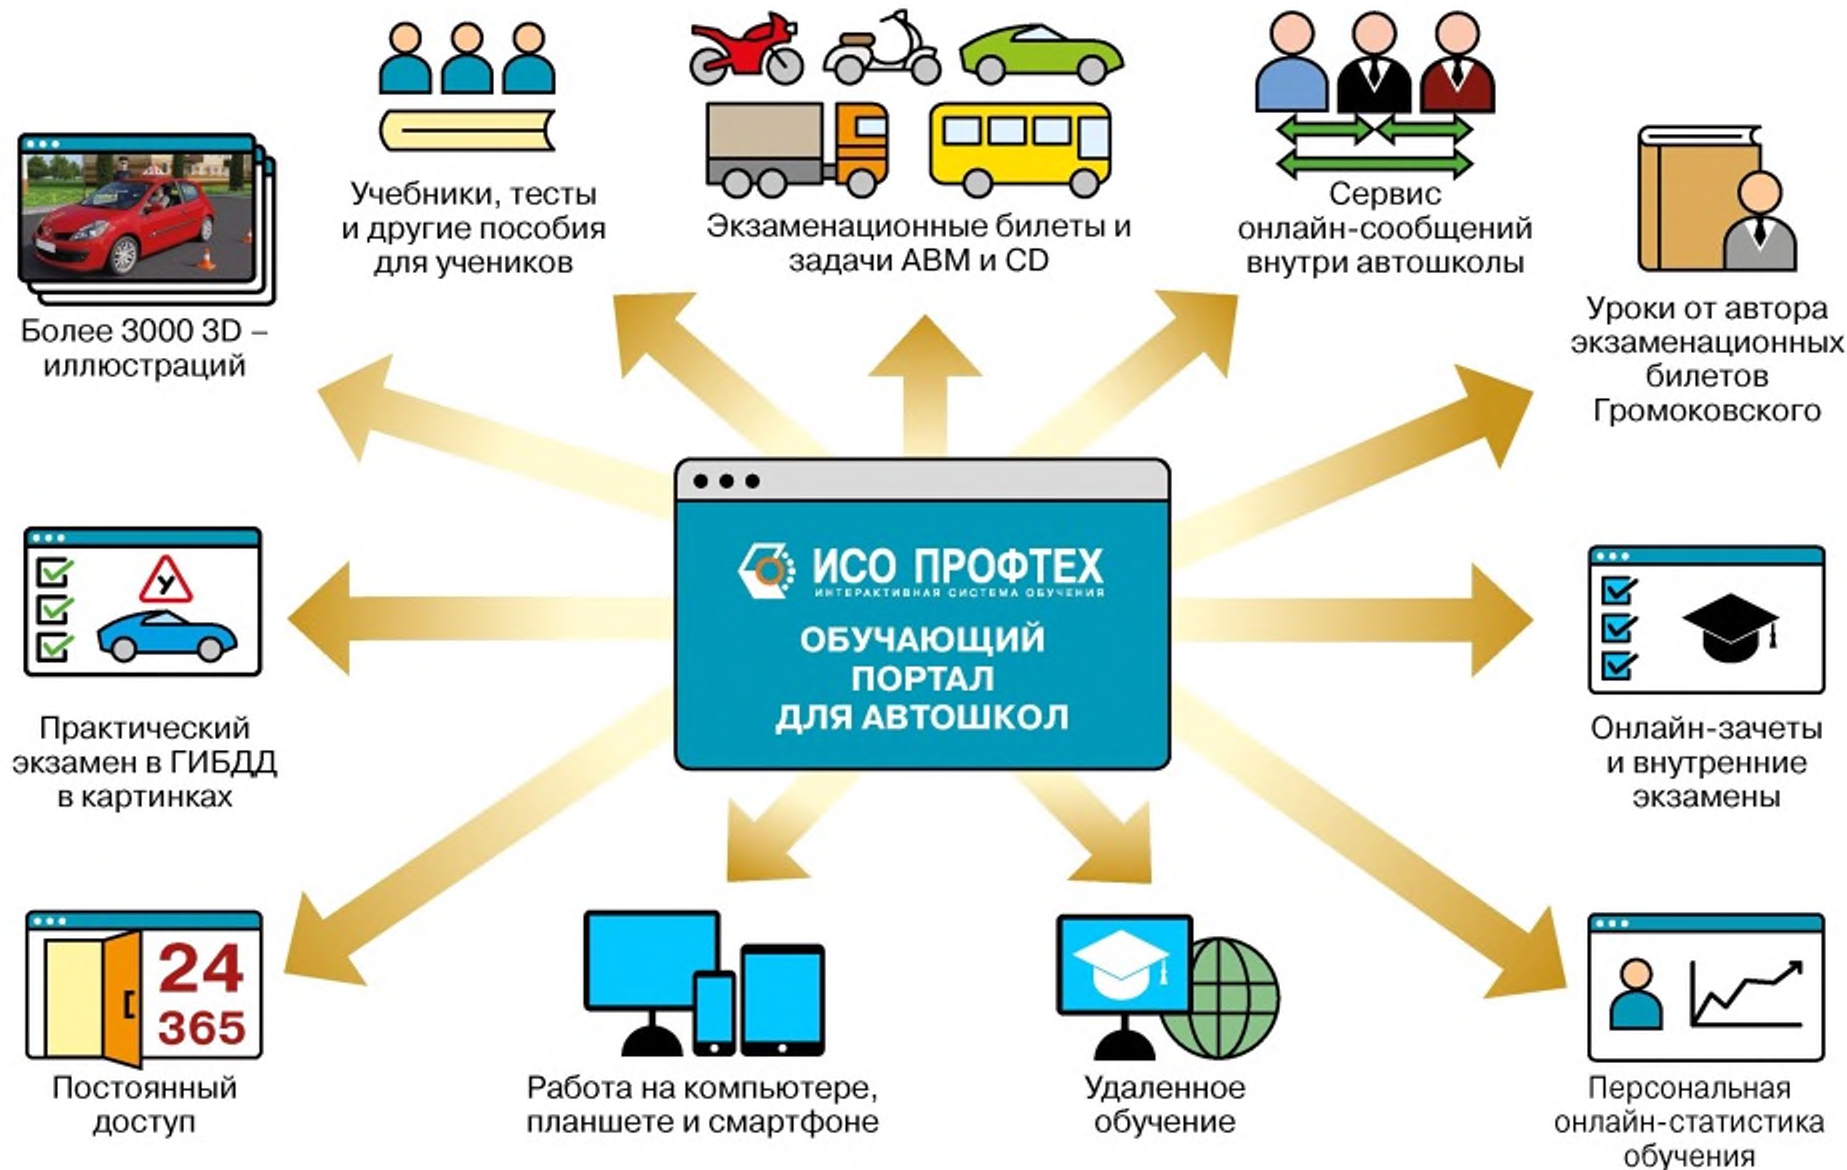 Учебники, тесты
и другие пособия
для учеников
Экзаменационные билеты и
задачи АВМ и CD
Сервис
онлайн-сообщений
внутри автошколы
Более 3000 3D –
иллюстраций
Уроки от автора
экзаменационных
билетов
Громоковского
ИСО ПРОФТЕХ
ИНТЕРАКТИВНАЯ СИСТЕМА ОБУЧЕНИЯ
ОБУЧАЮЩИЙ
ПОРТАЛ
ДЛЯ АВТОШКОЛ
У
Практический
экзамен в ГИБДД
в картинках
Онлайн-зачеты
и внутренние
экзамены
24
365
Постоянный
доступ
Работа на компьютере,
планшете и смартфоне
Удаленное
обучение
Персональная
онлайн-статистика
обучения